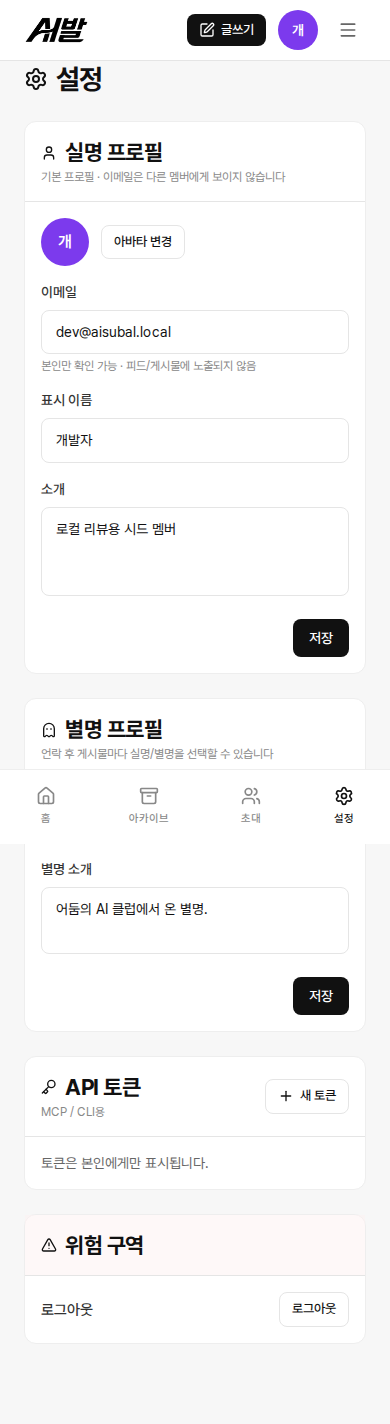 AI발
글쓰기
개
설정
실명 프로필
기본 프로필 · 이메일은 다른 멤버에게 보이지 않습니다
개
아바타 변경
이메일
dev@aisubal.local
본인만 확인 가능 · 피드/게시물에 노출되지 않음
표시 이름
개발자
소개
로컬 리뷰용 시드 멤버
저장
별명 프로필
언락 후 게시물마다 실명/별명을 선택할 수 있습니다
홈
아카이브
초대
설정
별명 소개
어둠의 AI 클럽에서 온 별명.
저장
API 토큰
MCP / CLI용
새 토큰
토큰은 본인에게만 표시됩니다.
위험 구역
로그아웃
로그아웃